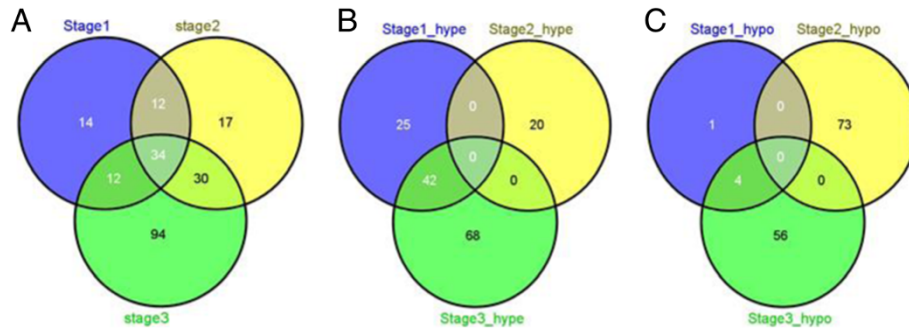 A B C
Stage1 stage2 Stage1_hype Stage2_hype Stage1_hypo Stage2_hypo
12 0 0
14 17 25 20 1 73
34 0 0
12 30 42 0 4 0
94 68 56
stage3 Stage3_hype Stage3_hypo